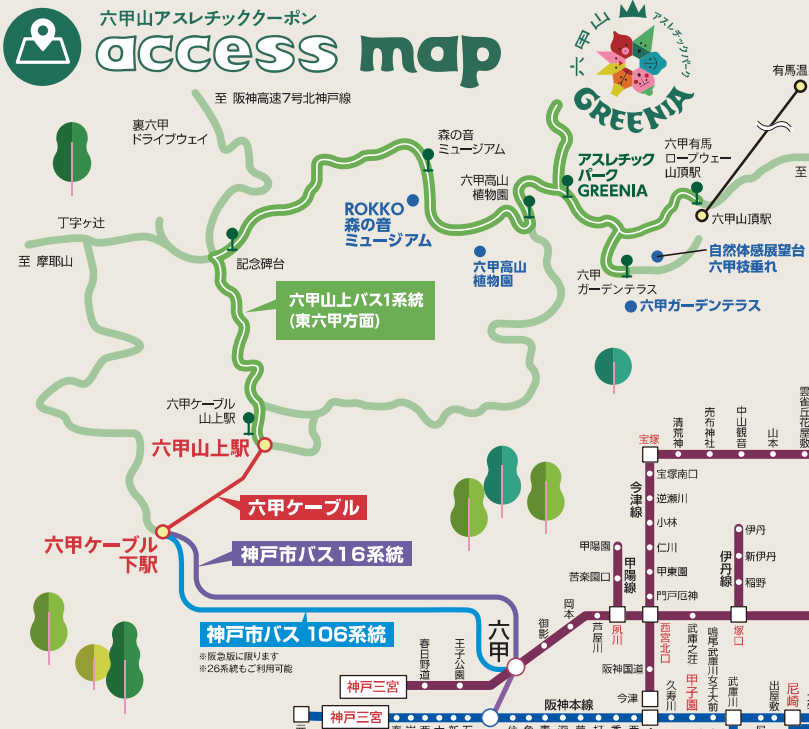 六甲山アスレチッククーポン
access map
六甲山
アスレチックパーク
GREENIA
有馬温
至 阪神高速7号北神戸線
裏六甲
ドライブウェイ
森の音
ミュージアム
六甲高山
植物園
アスレチック
パーク
GREENIA
六甲有馬
ロープウェー
山頂駅
至
ROKKO
森の音
ミュージアム
丁字ヶ辻
至 摩耶山
記念碑台
六甲高山
植物園
六甲山頂駅
自然体感展望台
六甲枝垂れ
六甲
ガーデンテラス
六甲ガーデンテラス
六甲山上バス1系統
(東六甲方面)
六甲ケーブル
山上駅
六甲山上駅
六甲ケーブル
六甲ケーブル
下駅
神戸市バス16系統
神戸市バス 106系統
※阪急版に限ります
※26系統もご利用可能
宝塚
清荒神
売布神社
中山観音
山本
雲雀丘花屋敷
今津線
宝塚南口
逆瀬川
小林
仁川
甲東園
門戸厄神
甲陽園
苦楽園口
甲陽線
伊丹線
伊丹
新伊丹
稲野
六甲
御影
岡本
芦屋川
夙川
西宮北口
武庫之荘
塚口
春日野道
王子公園
神戸三宮
阪神国道
今津
久寿川
甲子園
鳴尾・武庫川女子大前
武庫川
出屋敷
尼崎
神戸三宮
阪神本線